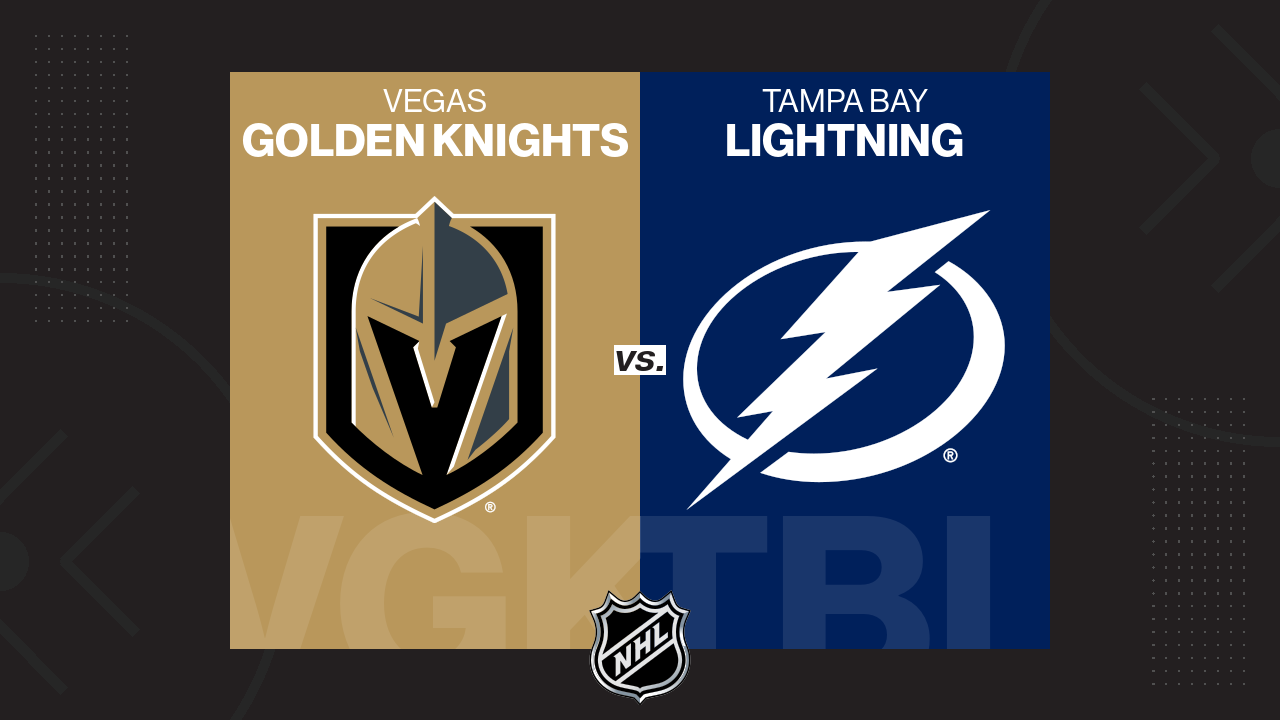 VEGAS
GOLDEN KNIGHTS
TAMPA BAY
LIGHTNING
vs.
®
®
VGK
TBL
NHL